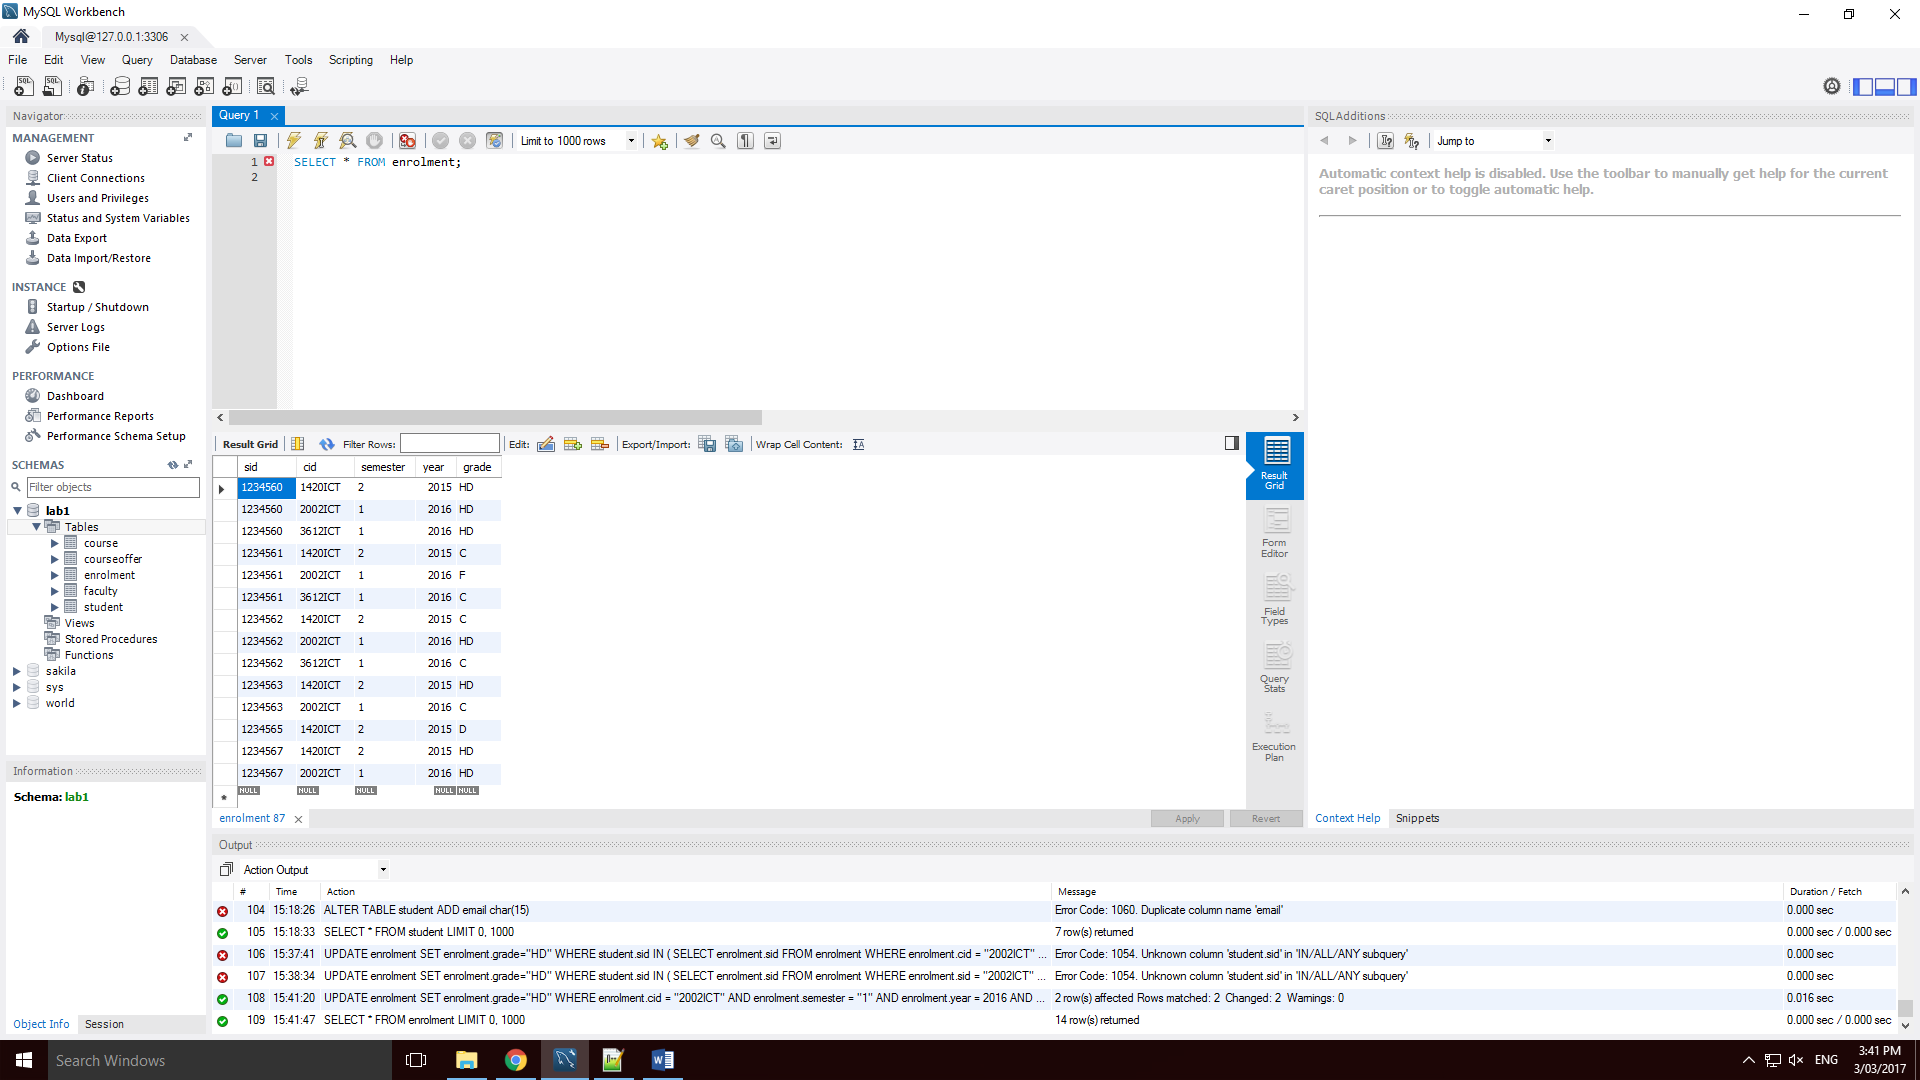 MySQL Workbench
Mysql@127.0.0.1:3306
File Edit View Query Database Server Tools Scripting Help
Navigator
MANAGEMENT
Server Status
Client Connections
Users and Privileges
Status and System Variables
Data Export
Data Import/Restore
INSTANCE
Startup / Shutdown
Server Logs
Options File
PERFORMANCE
Dashboard
Performance Reports
Performance Schema Setup
SCHEMAS
Filter objects
lab1
Tables
course
courseoffer
enrolment
faculty
student
Views
Stored Procedures
Functions
sakila
sys
world
Information
Schema: lab1
Object Info Session
Query 1
Limit to 1000 rows
1 SELECT * FROM enrolment;
2
Result Grid Filter Rows: Edit: Export/Import: Wrap Cell Content:
sid cid semester year grade
1234560 1420ICT 2 2015 HD
1234560 2002ICT 1 2016 HD
1234560 3612ICT 1 2016 HD
1234561 1420ICT 2 2015 C
1234561 2002ICT 1 2016 F
1234561 3612ICT 1 2016 C
1234562 1420ICT 2 2015 C
1234562 2002ICT 1 2016 HD
1234562 3612ICT 1 2016 C
1234563 1420ICT 2 2015 HD
1234563 2002ICT 1 2016 C
1234565 1420ICT 2 2015 D
1234567 1420ICT 2 2015 HD
1234567 2002ICT 1 2016 HD
NULL NULL NULL NULL NULL
Result
Grid
Form
Editor
Field
Types
Query
Stats
Execution
Plan
enrolment 87
Apply Revert
SQLAdditions
Jump to
Automatic context help is disabled. Use the toolbar to manually get help for the current
caret position or to toggle automatic help.
Context Help Snippets
Output
Action Output
# Time Action Message Duration / Fetch
104 15:18:26 ALTER TABLE student ADD email char(15) Error Code: 1060. Duplicate column name 'email' 0.000 sec
105 15:18:33 SELECT * FROM student LIMIT 0, 1000 7 row(s) returned 0.000 sec / 0.000 sec
106 15:37:41 UPDATE enrolment SET enrolment.grade="HD" WHERE student.sid IN ( SELECT enrolment.sid FROM enrolment WHERE enrolment.cid = "2002ICT" ... Error Code: 1054. Unknown column 'student.sid' in 'IN/ALL/ANY subquery' 0.000 sec
107 15:38:34 UPDATE enrolment SET enrolment.grade="HD" WHERE student.sid IN ( SELECT enrolment.sid FROM enrolment WHERE enrolment.sid = "2002ICT" ... Error Code: 1054. Unknown column 'student.sid' in 'IN/ALL/ANY subquery' 0.000 sec
108 15:41:20 UPDATE enrolment SET enrolment.grade="HD" WHERE enrolment.cid = "2002ICT" AND enrolment.semester = "1" AND enrolment.year = 2016 AND ... 2 row(s) affected Rows matched: 2 Changed: 2 Warnings: 0 0.016 sec
109 15:41:47 SELECT * FROM enrolment LIMIT 0, 1000 14 row(s) returned 0.000 sec / 0.000 sec
Search Windows
ENG
3:41 PM
3/03/2017